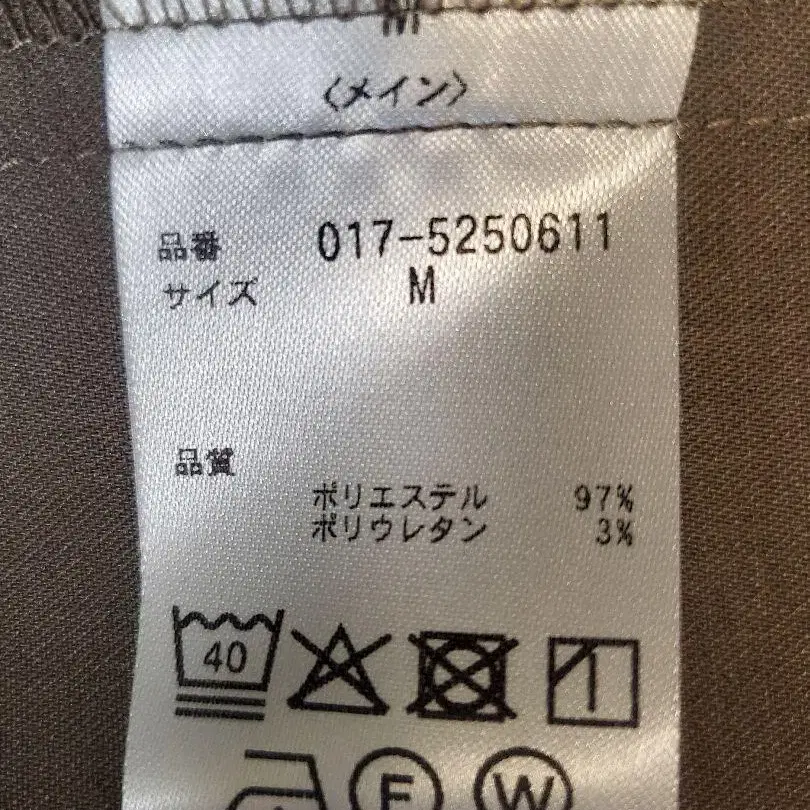 M
〈メイン〉
品番 017-5250611
サイズ M
品質
ポリエステル 97%
ポリウレタン 3%
40
F W